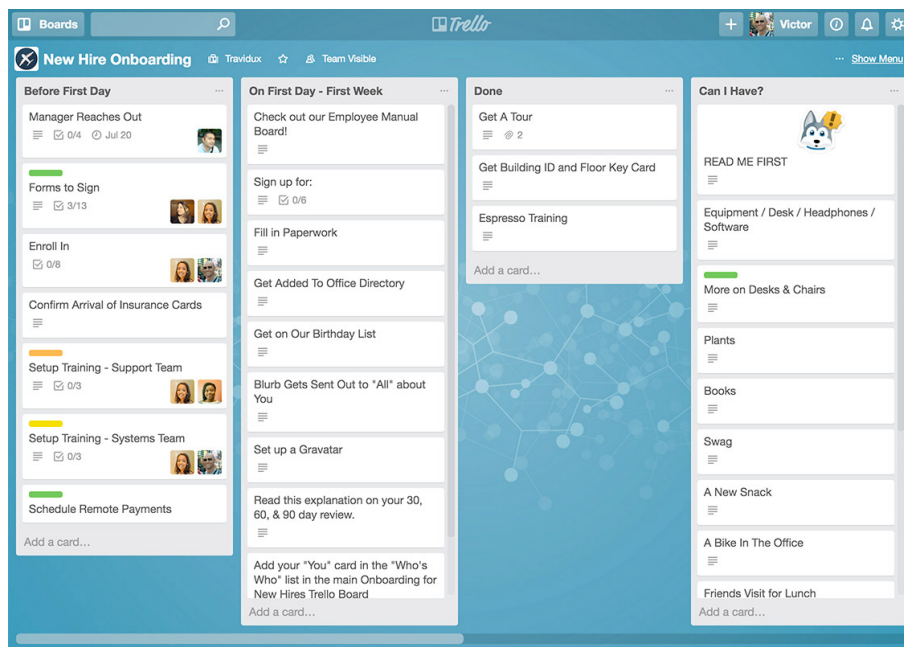 Boards
Trello
Victor
New Hire Onboarding
Travidux
Team Visible
... Show Menu
Before First Day
...
Manager Reaches Out
0/4
Jul 20
Forms to Sign
3/13
Enroll In
0/8
Confirm Arrival of Insurance Cards
Setup Training - Support Team
0/3
Setup Training - Systems Team
0/3
Schedule Remote Payments
Add a card...
On First Day - First Week
...
Check out our Employee Manual
Board!
Sign up for:
0/6
Fill in Paperwork
Get Added To Office Directory
Get on Our Birthday List
Blurb Gets Sent Out to "All" about
You
Set up a Gravatar
Read this explanation on your 30,
60, & 90 day review.
Add your "You" card in the "Who's
Who" list in the main Onboarding for
New Hires Trello Board
Add a card...
Done
...
Get A Tour
2
Get Building ID and Floor Key Card
Espresso Training
Add a card...
Can I Have?
...
READ ME FIRST
Equipment / Desk / Headphones /
Software
More on Desks & Chairs
Plants
Books
Swag
A New Snack
A Bike In The Office
Friends Visit for Lunch
Add a card...